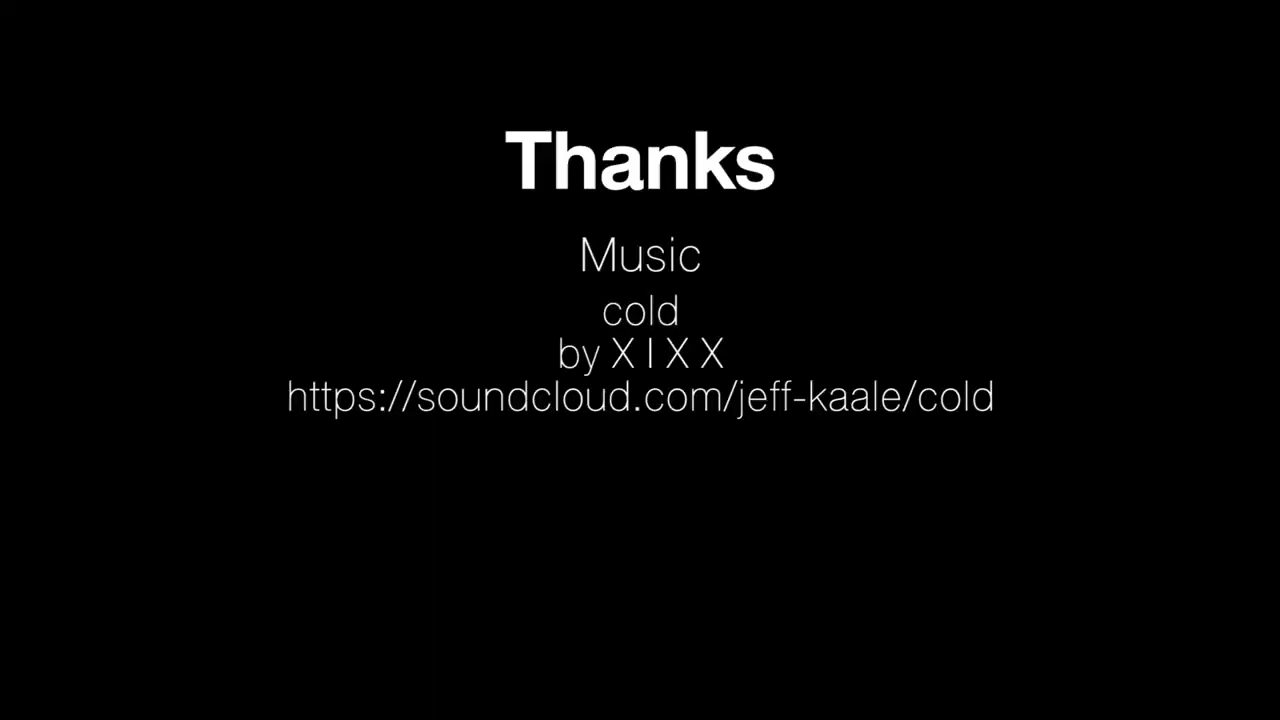 Thanks
Music
cold
by X I X X
https://soundcloud.com/jeff-kaale/cold